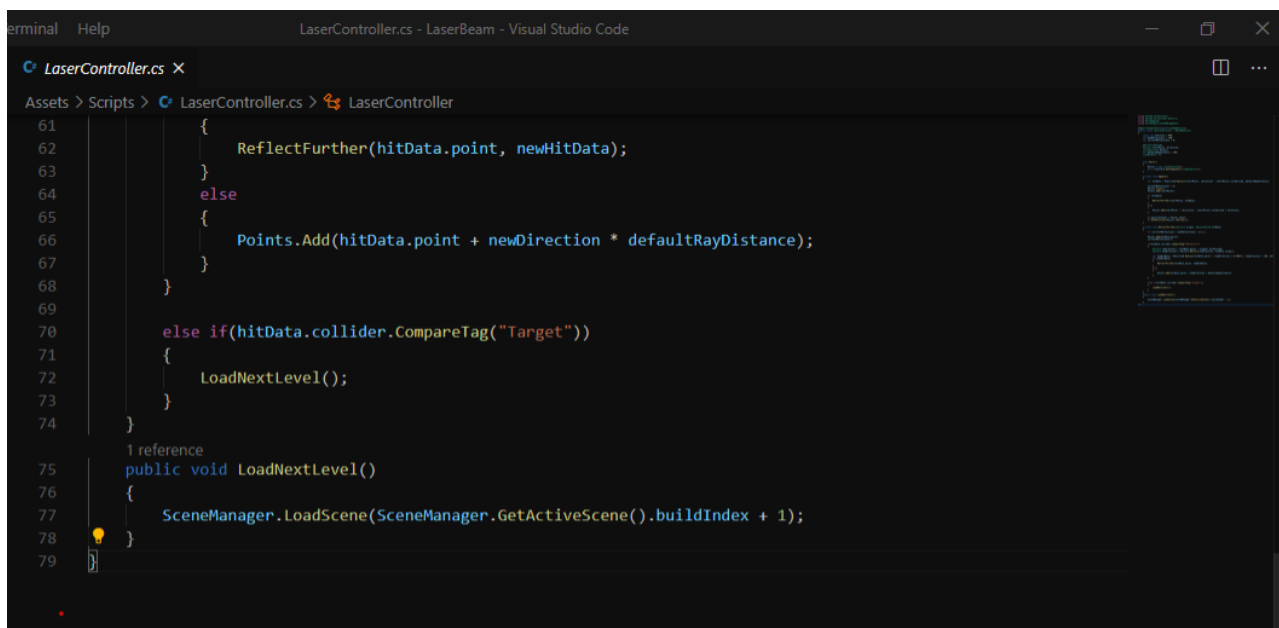 erminal Help LaserController.cs - LaserBeam - Visual Studio Code
LaserController.cs
Assets > Scripts > LaserController.cs > LaserController
61 {
62 ReflectFurther(hitData.point, newHitData);
63 }
64 else
65 {
66 Points.Add(hitData.point + newDirection * defaultRayDistance);
67 }
68 }
69
70 else if(hitData.collider.CompareTag("Target"))
71 {
72 LoadNextLevel();
73 }
74 }
1 reference
75 public void LoadNextLevel()
76 {
77 SceneManager.LoadScene(SceneManager.GetActiveScene().buildIndex + 1);
78 }
79 }